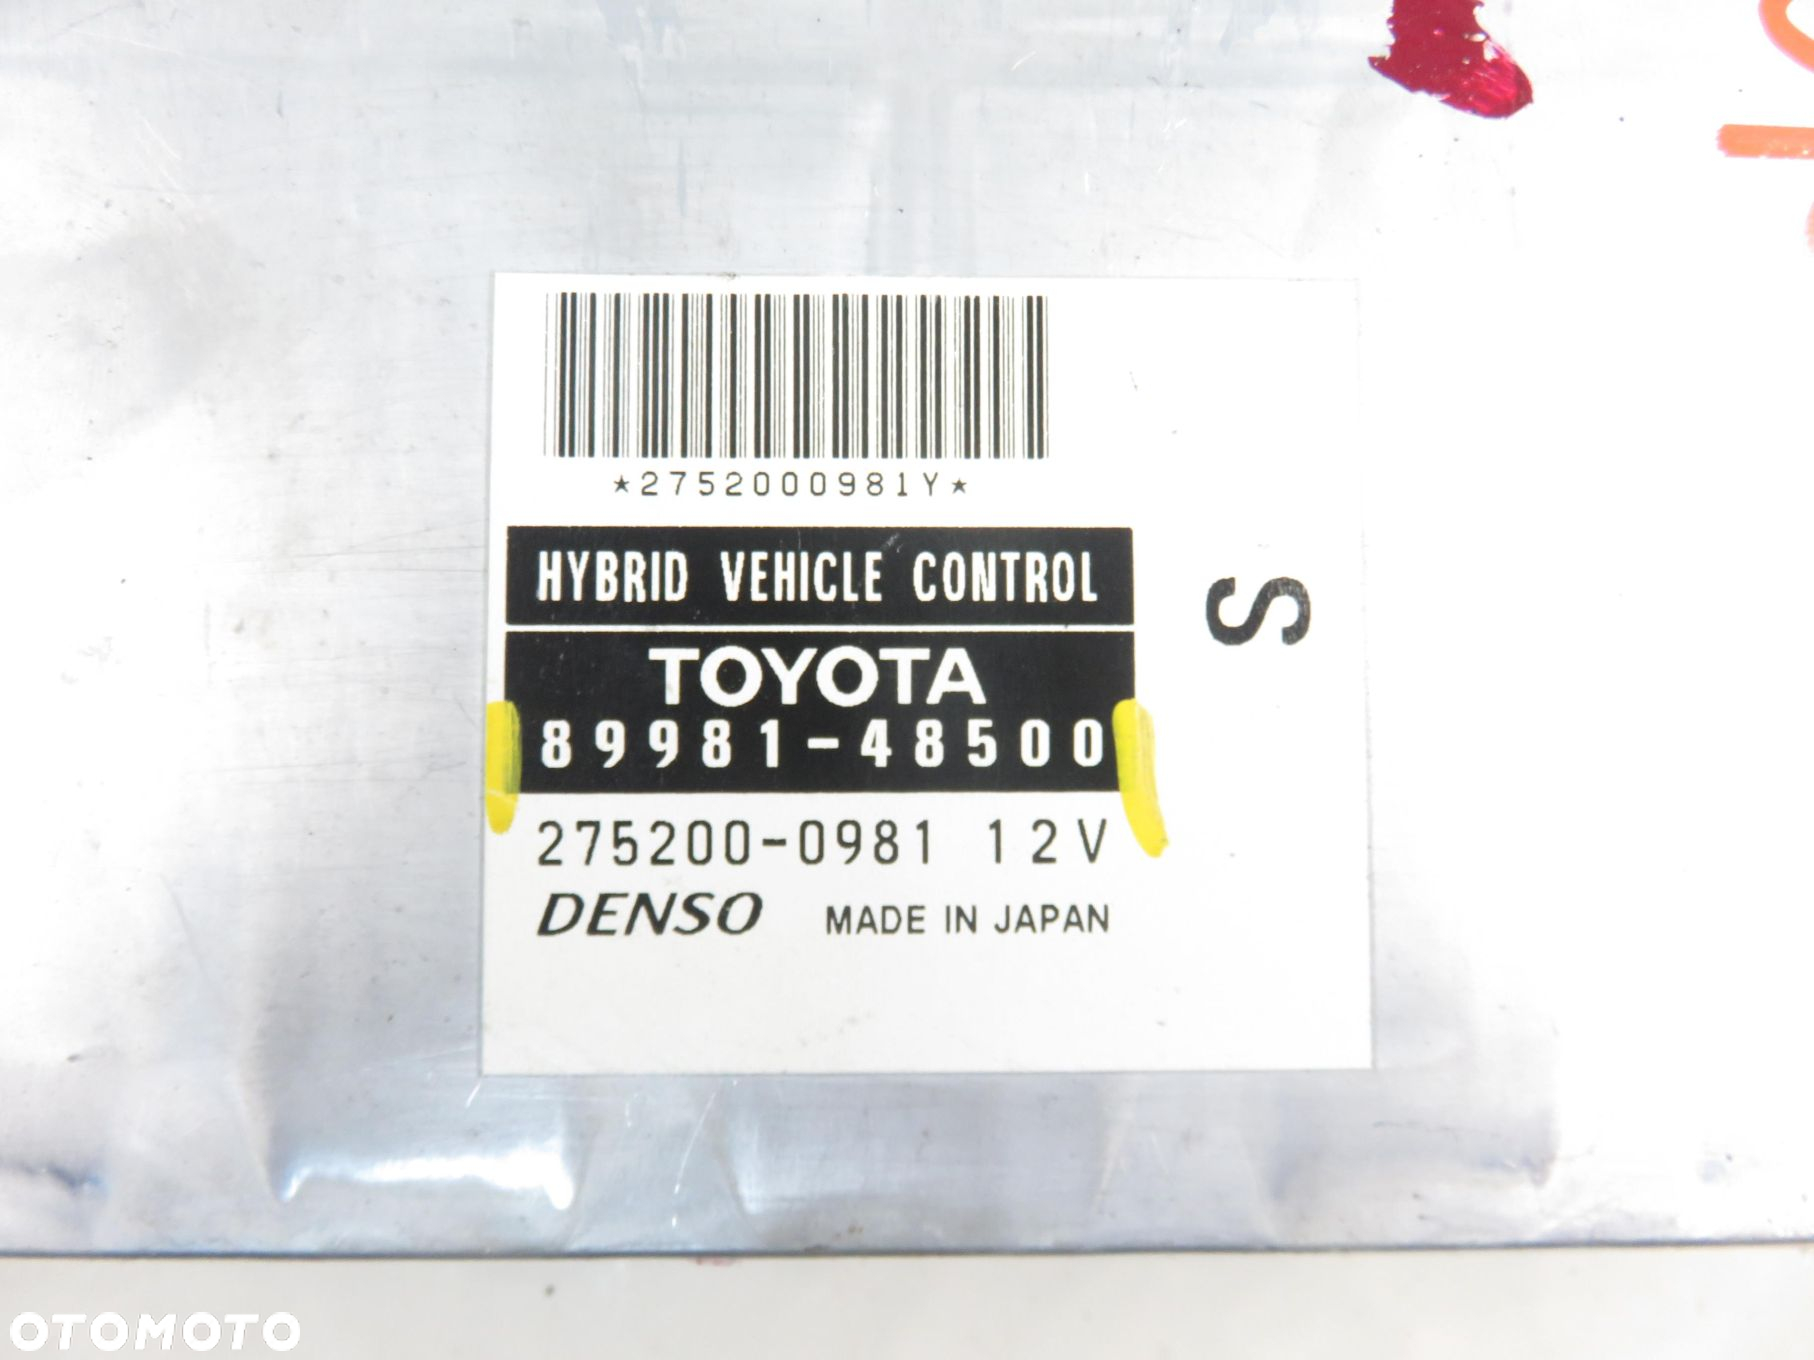 *2752000981Y*
HYBRID VEHICLE CONTROL
TOYOTA
89981-48500
275200-0981 12V
DENSO MADE IN JAPAN
S
OTOMOTO